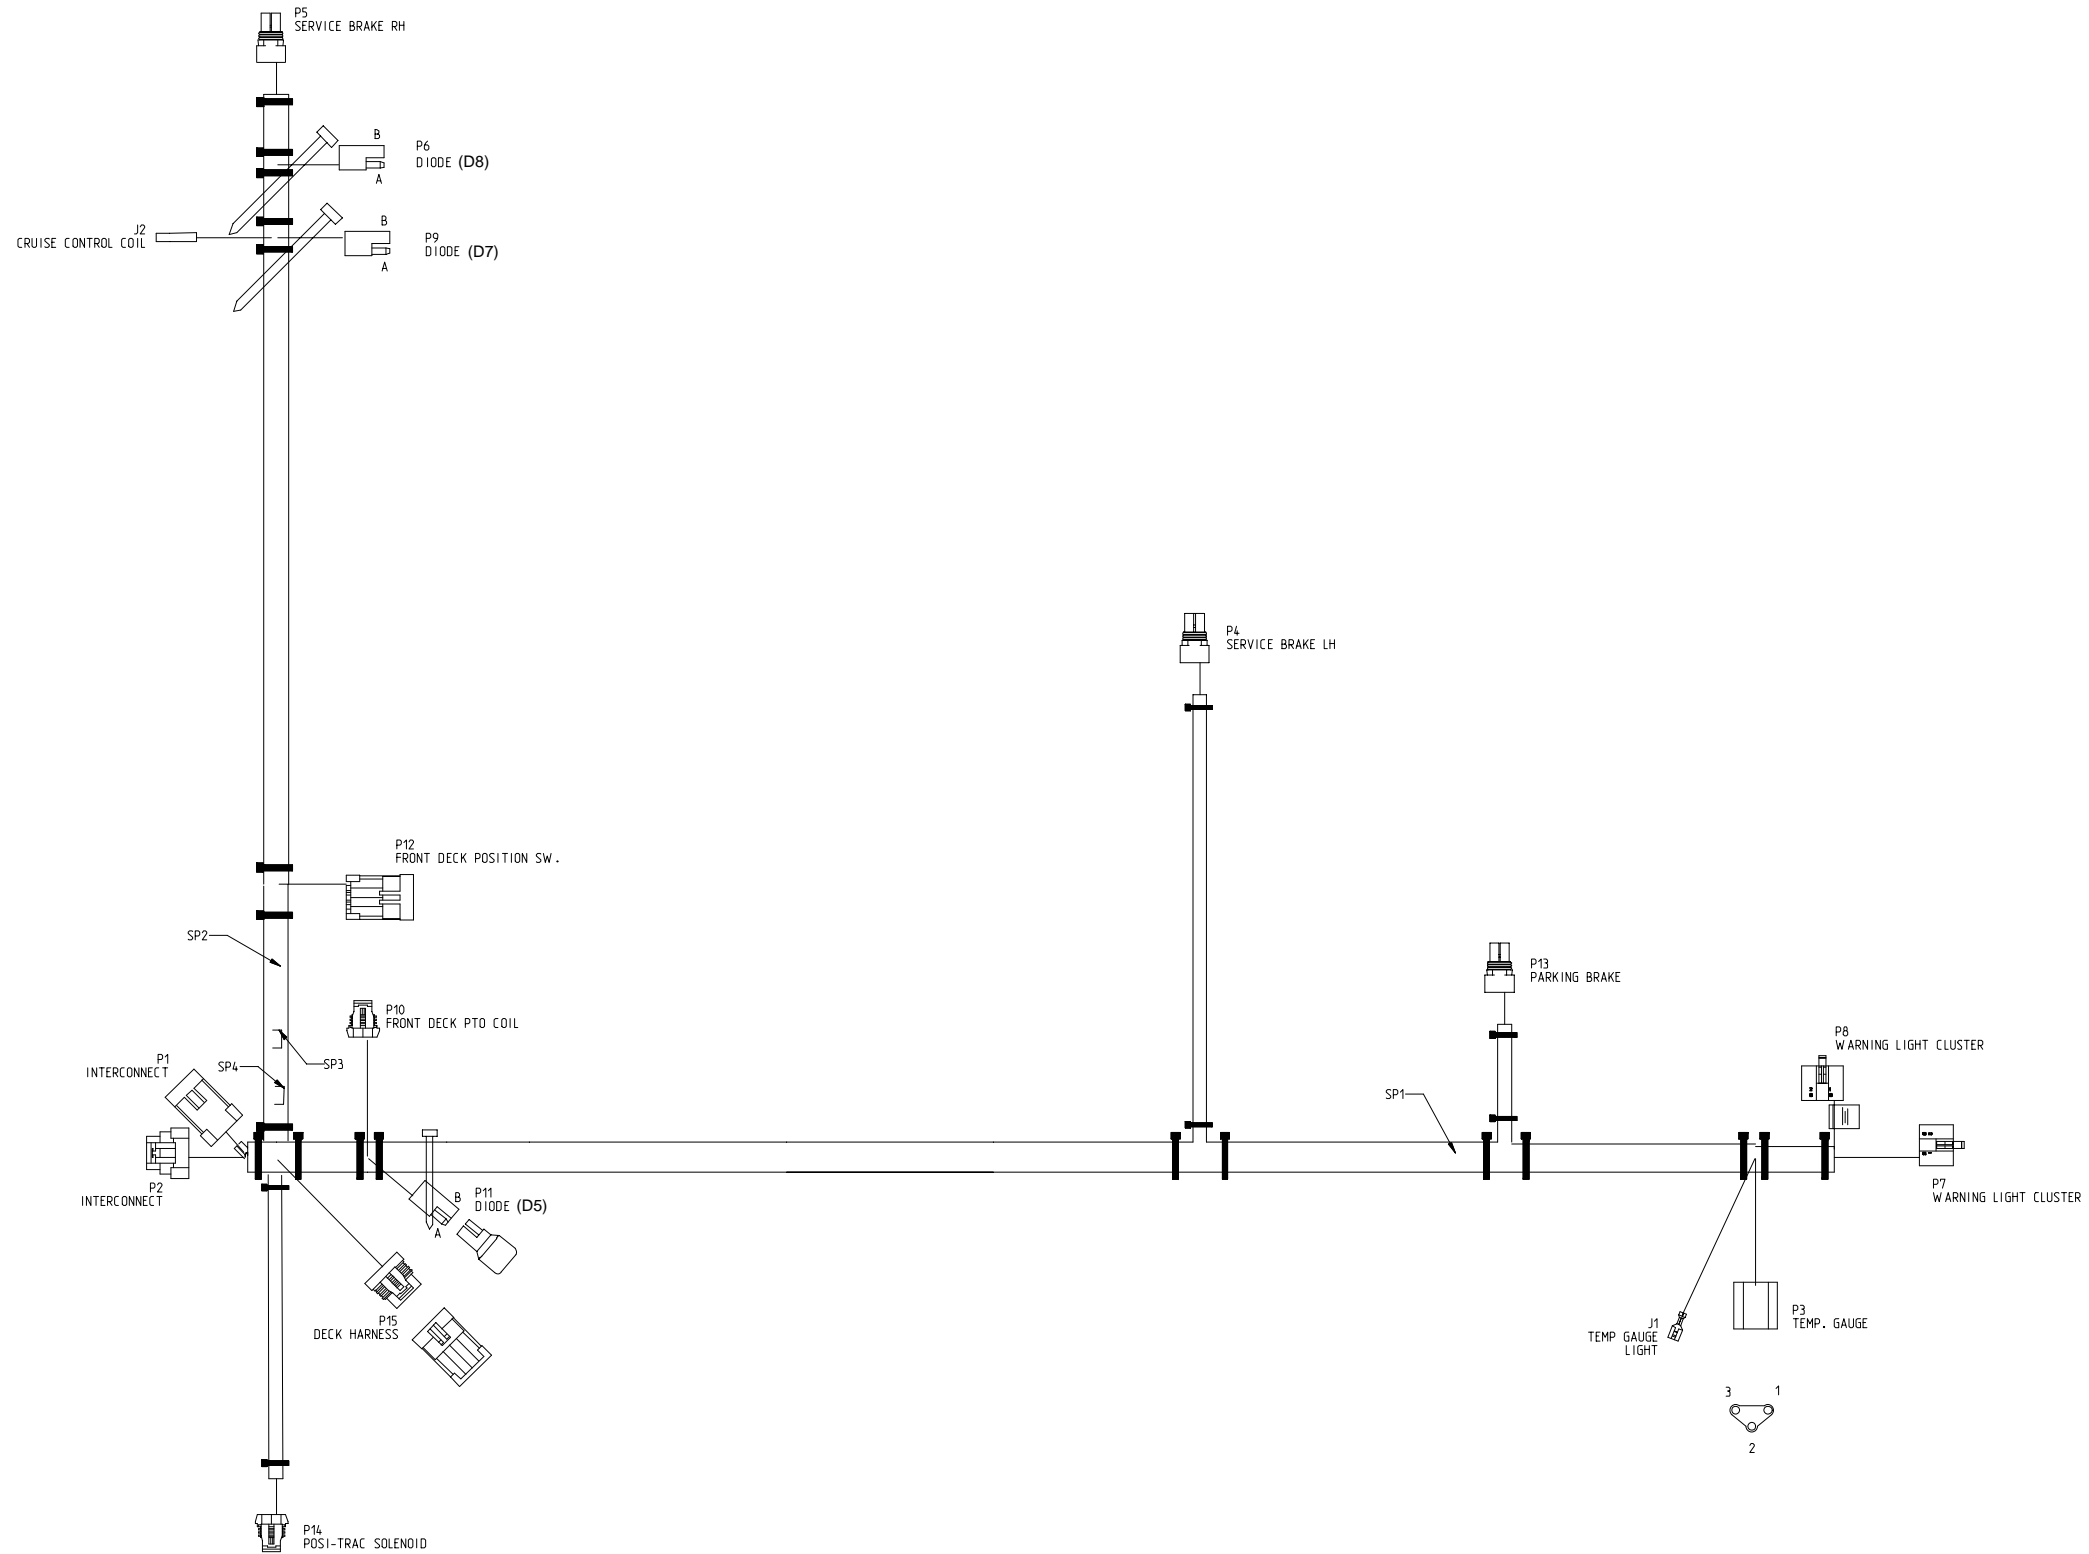 P5
SERVICE BRAKE RH
B
P6
DIODE (D8)
A
J2
CRUISE CONTROL COIL
B
P9
DIODE (D7)
A
P4
SERVICE BRAKE LH
P12
FRONT DECK POSITION SW.
SP2
P13
PARKING BRAKE
P10
FRONT DECK PTO COIL
P8
WARNING LIGHT CLUSTER
P1
INTERCONNECT
SP4
SP3
SP1
P2
INTERCONNECT
B
P11
DIODE (D5)
A
P7
WARNING LIGHT CLUSTER
P15
DECK HARNESS
J1
TEMP GAUGE
LIGHT
P3
TEMP. GAUGE
3
1
2
P14
POSI-TRAC SOLENOID